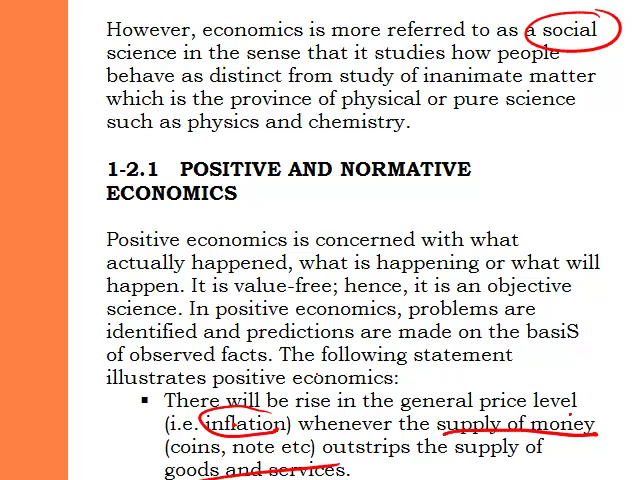 However, economics is more referred to as a social
science in the sense that it studies how people
behave as distinct from study of inanimate matter
which is the province of physical or pure science
such as physics and chemistry.
1-2.1 POSITIVE AND NORMATIVE
ECONOMICS
Positive economics is concerned with what
actually happened, what is happening or what will
happen. It is value-free; hence, it is an objective
science. In positive economics, problems are
identified and predictions are made on the basiS
of observed facts. The following statement
illustrates positive economics:
▪ There will be rise in the general price level
(i.e. inflation) whenever the supply of money
(coins, note etc) outstrips the supply of
goods and services.